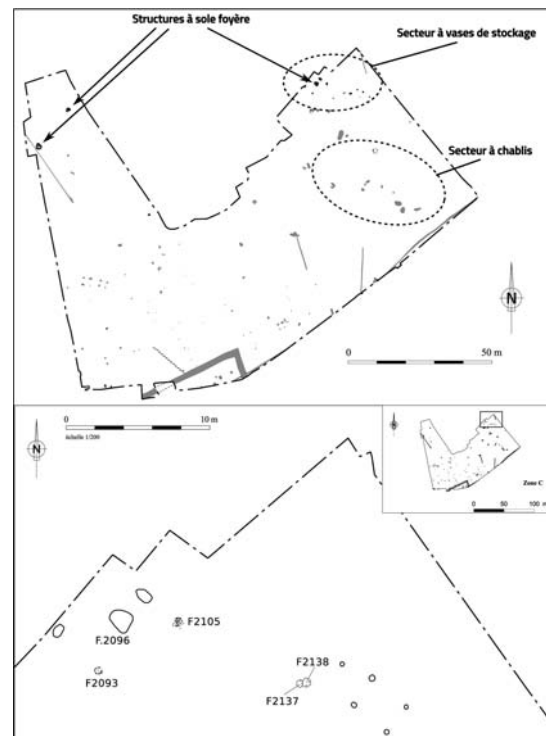 Structures à sole foyère
Secteur à vases de stockage
Secteur à chablis
N
0 50 m
0 10 m
échelle 1/200
N
N
Zone C
0 50 100 m
F2105
F.2096
F2093
F2138
F2137